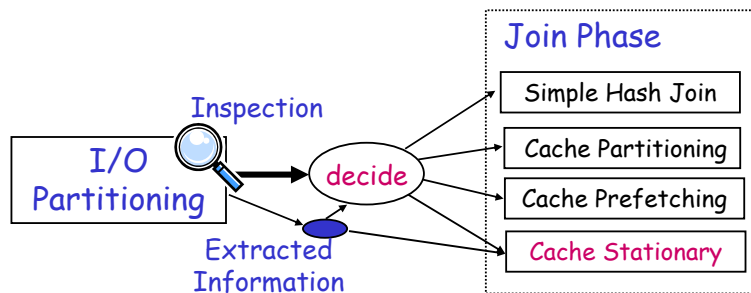 Join Phase
Simple Hash Join
Inspection
I/O
Partitioning
decide
Cache Partitioning
Cache Prefetching
Extracted
Information
Cache Stationary